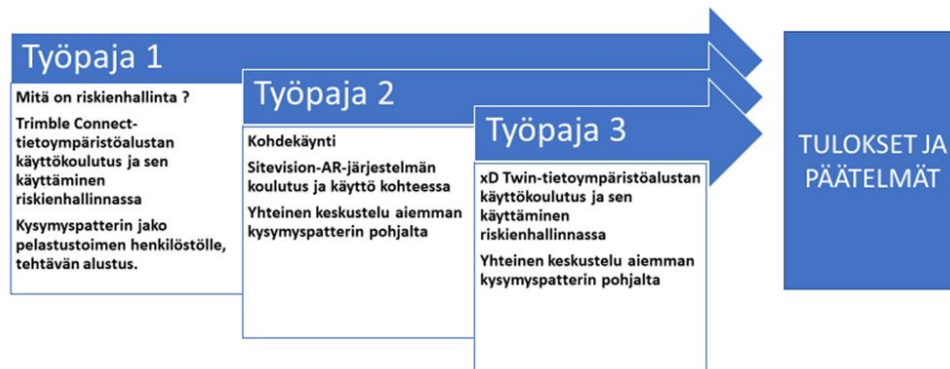 Työpaja 1
Mitä on riskienhallinta ?
Trimble Connect-
tietoympäristöalustan
käyttökoulutus ja sen
käyttäminen
riskienhallinnassa
Kysymyspatterin jako
pelastustoimen henkilöstölle,
tehtävän alustus.
Työpaja 2
Kohdekäynti
Sitevision-AR-järjestelmän
koulutus ja käyttö kohteessa
Yhteinen keskustelu aiemman
kysymyspatterin pohjalta
Työpaja 3
xD Twin-tietoympäristöalustan
käyttökoulutus ja sen
käyttäminen
riskienhallinnassa
Yhteinen keskustelu aiemman
kysymyspatterin pohjalta
TULOKSET JA
PÄÄTELMÄT